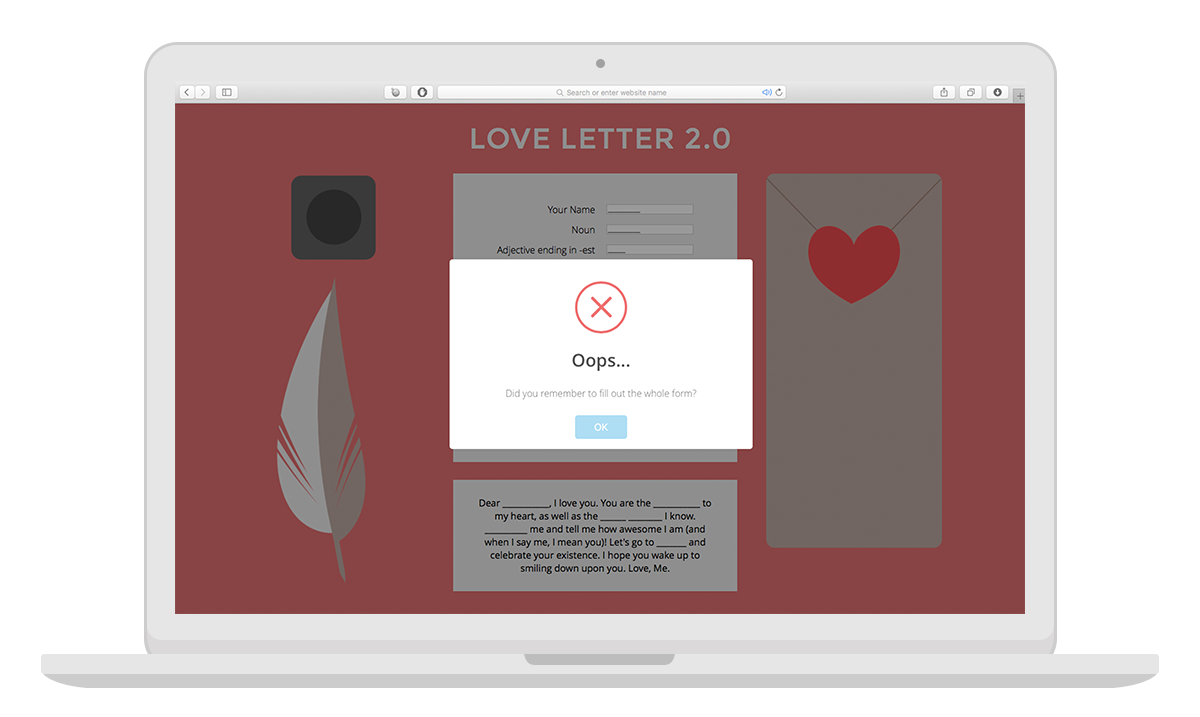 Search or enter website name
LOVE LETTER 2.0
Your Name ________
Noun ________
Adjective ending in -est ____
Oops...
Did you remember to fill out the whole form?
OK
Dear _________, I love you. You are the _________ to
my heart, as well as the _____ ______ I know.
________ me and tell me how awesome I am (and
when I say me, I mean you)! Let's go to ______ and
celebrate your existence. I hope you wake up to
smiling down upon you. Love, Me.